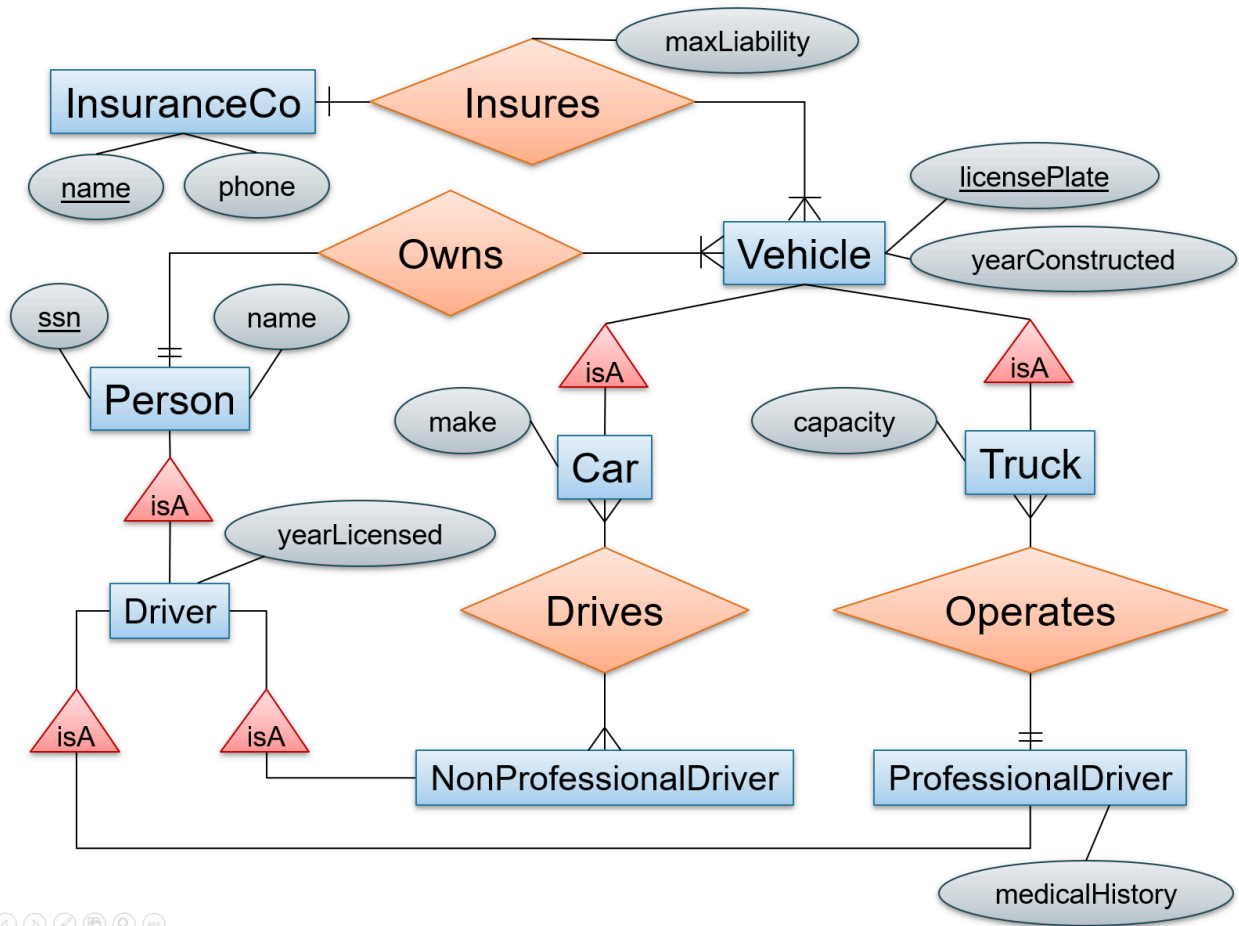 maxLiability
InsuranceCo
Insures
name
phone
licensePlate
Owns
Vehicle
yearConstructed
ssn
name
isA
isA
Person
make
capacity
Car
Truck
isA
yearLicensed
Driver
Drives
Operates
isA
isA
NonProfessionalDriver
ProfessionalDriver
medicalHistory